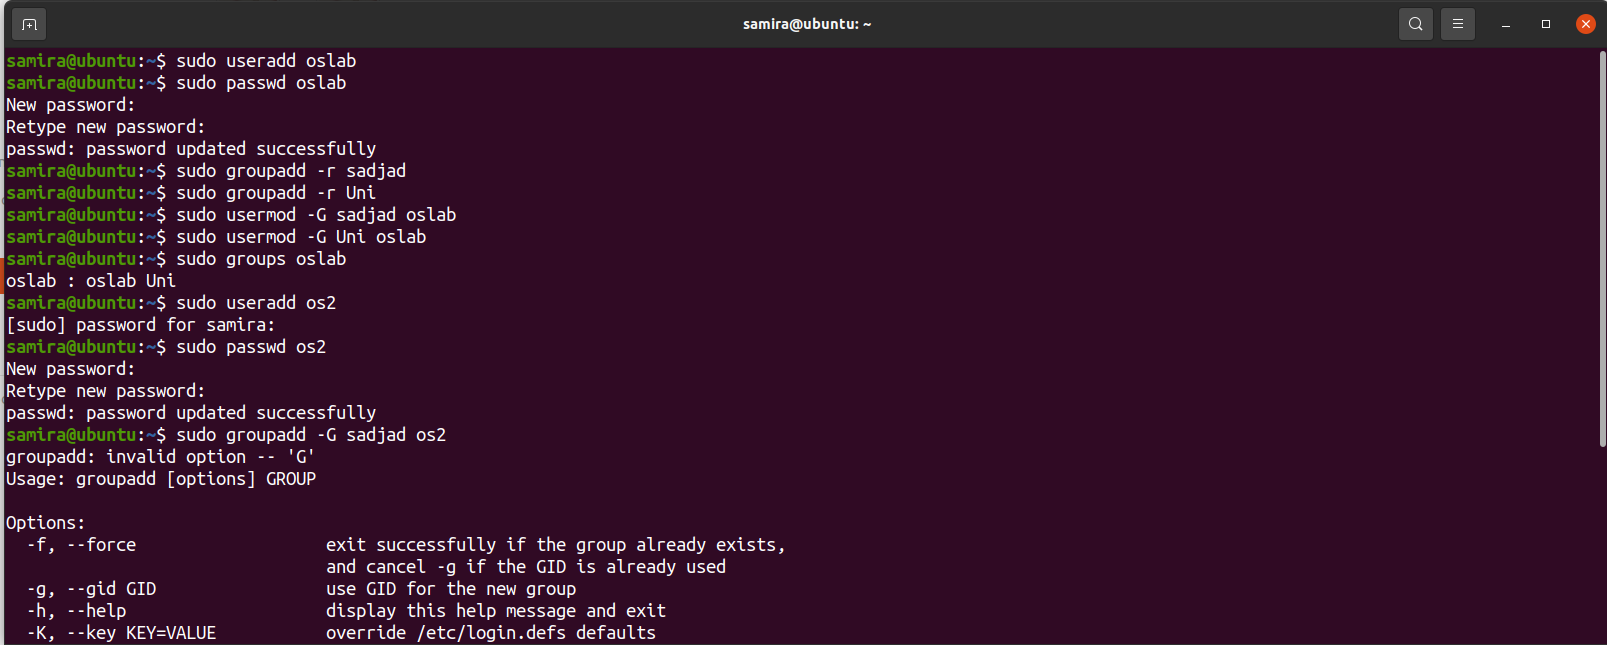 samira@ubuntu: ~
samira@ubuntu:~$ sudo useradd oslab
samira@ubuntu:~$ sudo passwd oslab
New password:
Retype new password:
passwd: password updated successfully
samira@ubuntu:~$ sudo groupadd -r sadjad
samira@ubuntu:~$ sudo groupadd -r Uni
samira@ubuntu:~$ sudo usermod -G sadjad oslab
samira@ubuntu:~$ sudo usermod -G Uni oslab
samira@ubuntu:~$ sudo groups oslab
oslab : oslab Uni
samira@ubuntu:~$ sudo useradd os2
[sudo] password for samira:
samira@ubuntu:~$ sudo passwd os2
New password:
Retype new password:
passwd: password updated successfully
samira@ubuntu:~$ sudo groupadd -G sadjad os2
groupadd: invalid option -- 'G'
Usage: groupadd [options] GROUP
Options:
-f, --force exit successfully if the group already exists,
and cancel -g if the GID is already used
-g, --gid GID use GID for the new group
-h, --help display this help message and exit
-K, --key KEY=VALUE override /etc/login.defs defaults